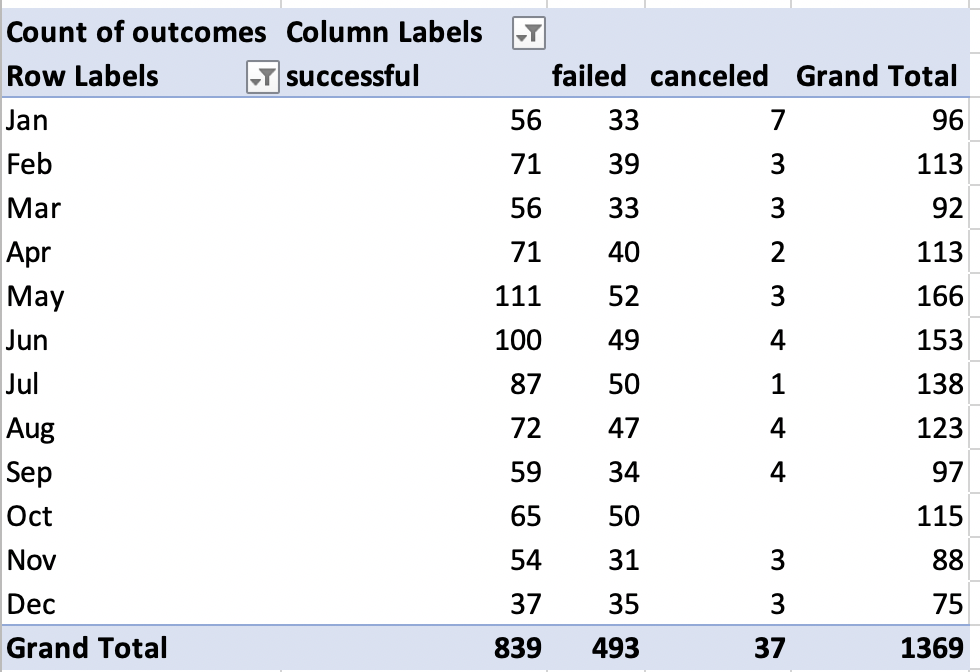 Count of outcomes Column Labels
Row Labels successful failed canceled Grand Total
Jan 56 33 7 96
Feb 71 39 3 113
Mar 56 33 3 92
Apr 71 40 2 113
May 111 52 3 166
Jun 100 49 4 153
Jul 87 50 1 138
Aug 72 47 4 123
Sep 59 34 4 97
Oct 65 50 115
Nov 54 31 3 88
Dec 37 35 3 75
Grand Total 839 493 37 1369